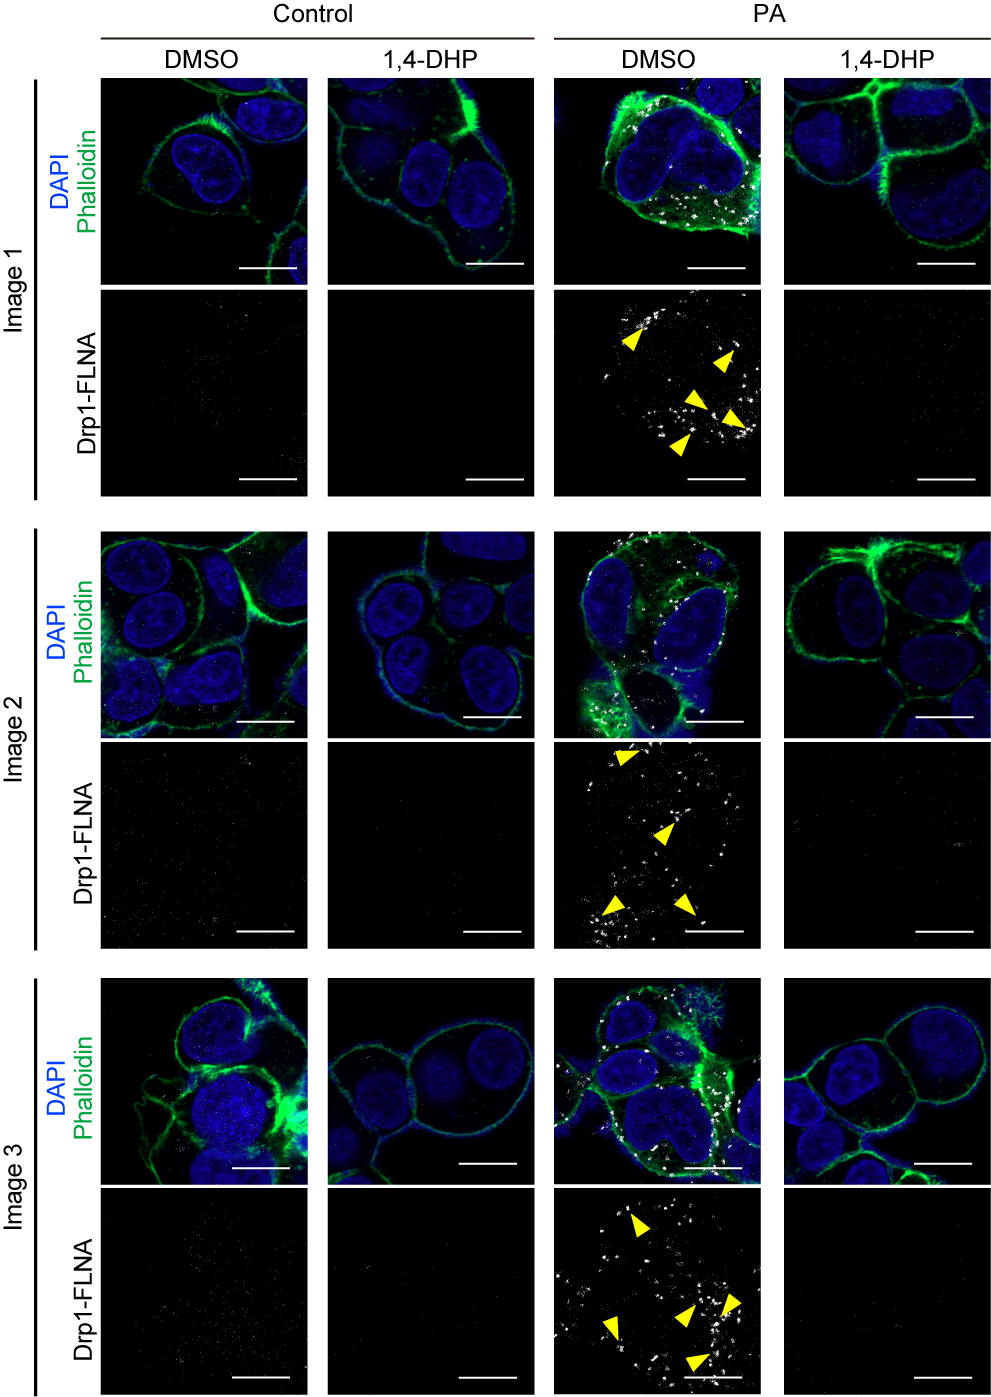 Control
PA
DMSO
1,4-DHP
DMSO
1,4-DHP
Image 1
DAPI
Phalloidin
Drp1-FLNA
Image 2
DAPI
Phalloidin
Drp1-FLNA
Image 3
DAPI
Phalloidin
Drp1-FLNA